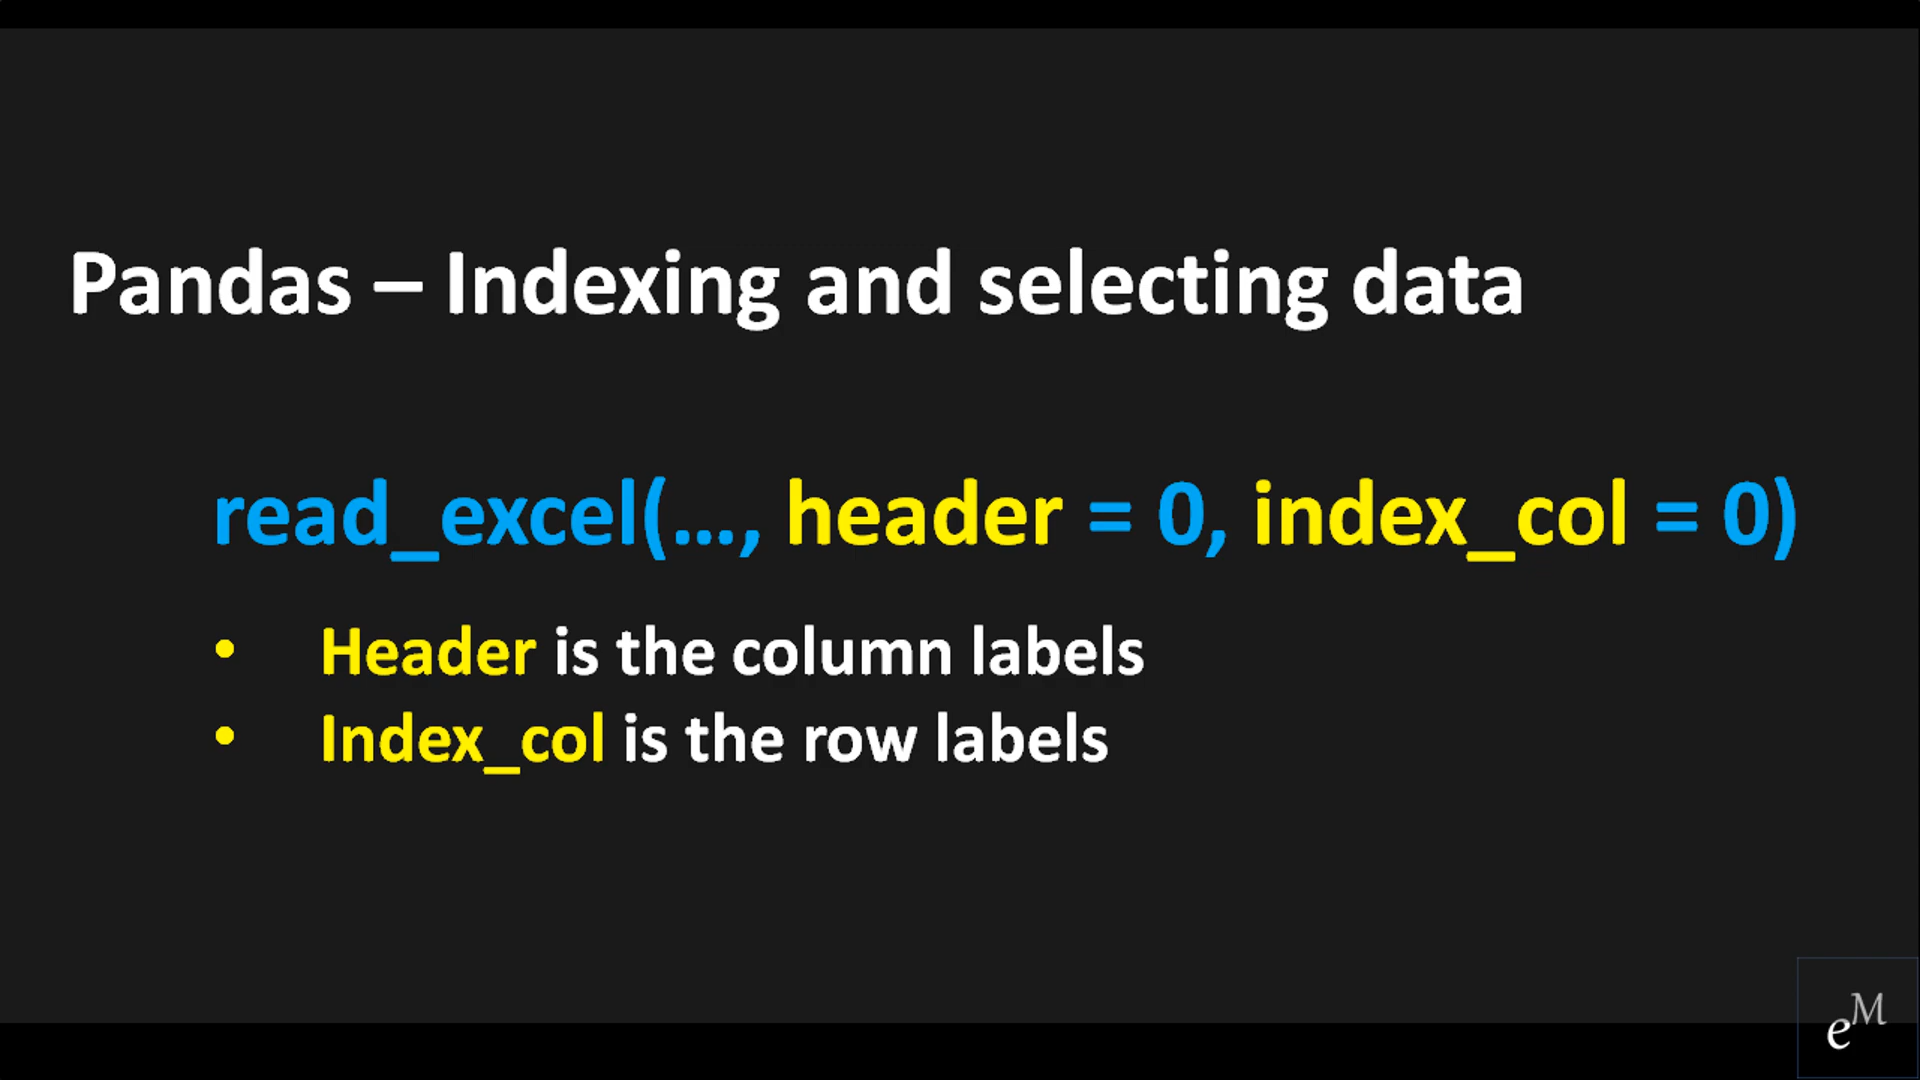 Pandas – Indexing and selecting data
read_excel(..., header = 0, index_col = 0)
• Header is the column labels
• Index_col is the row labels
eM